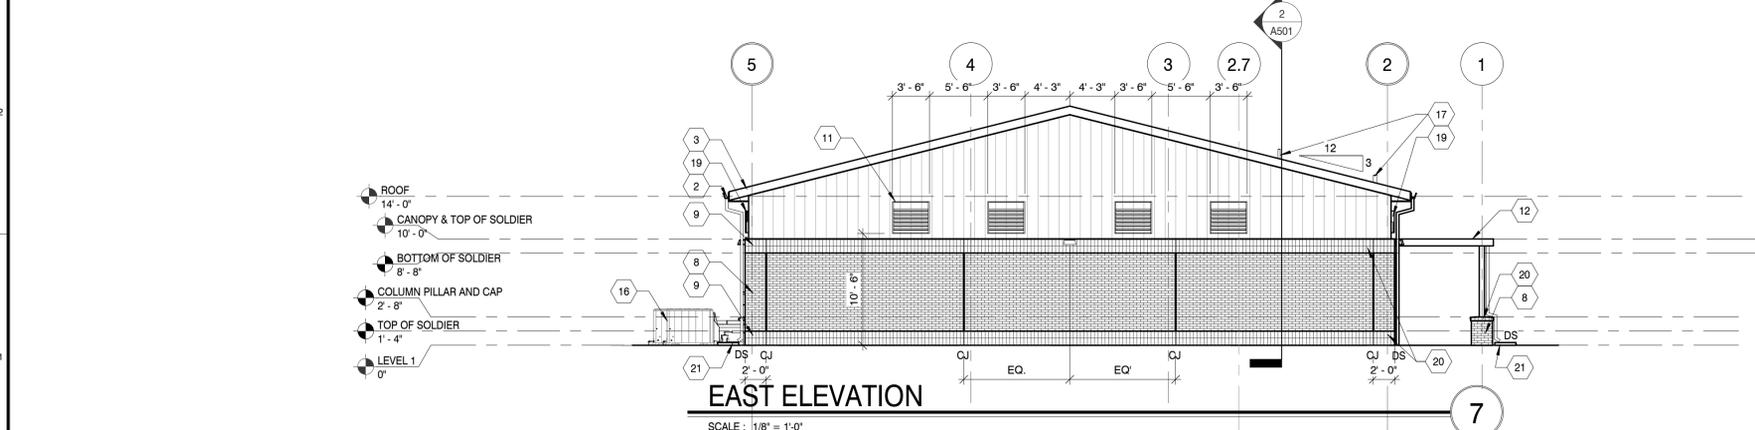 2
A501
5
4
3
2.7
2
1
3' - 6"
5' - 6"
3' - 6"
4' - 3"
4' - 3"
3' - 6"
5' - 6"
3' - 6"
17
11
3
19
12
19
3
2
ROOF
14' - 0"
9
12
CANOPY & TOP OF SOLDIER
10' - 0"
BOTTOM OF SOLDIER
8' - 8"
8
20
9
10' - 6"
8
COLUMN PILLAR AND CAP
2' - 8"
16
TOP OF SOLDIER
1' - 4"
DS
LEVEL 1
0"
DS
CJ
CJ
CJ
CJ
DS
21
2' - 0"
EQ.
EQ'
2' - 0"
20
21
EAST ELEVATION
7
SCALE : 1/8" = 1'-0"